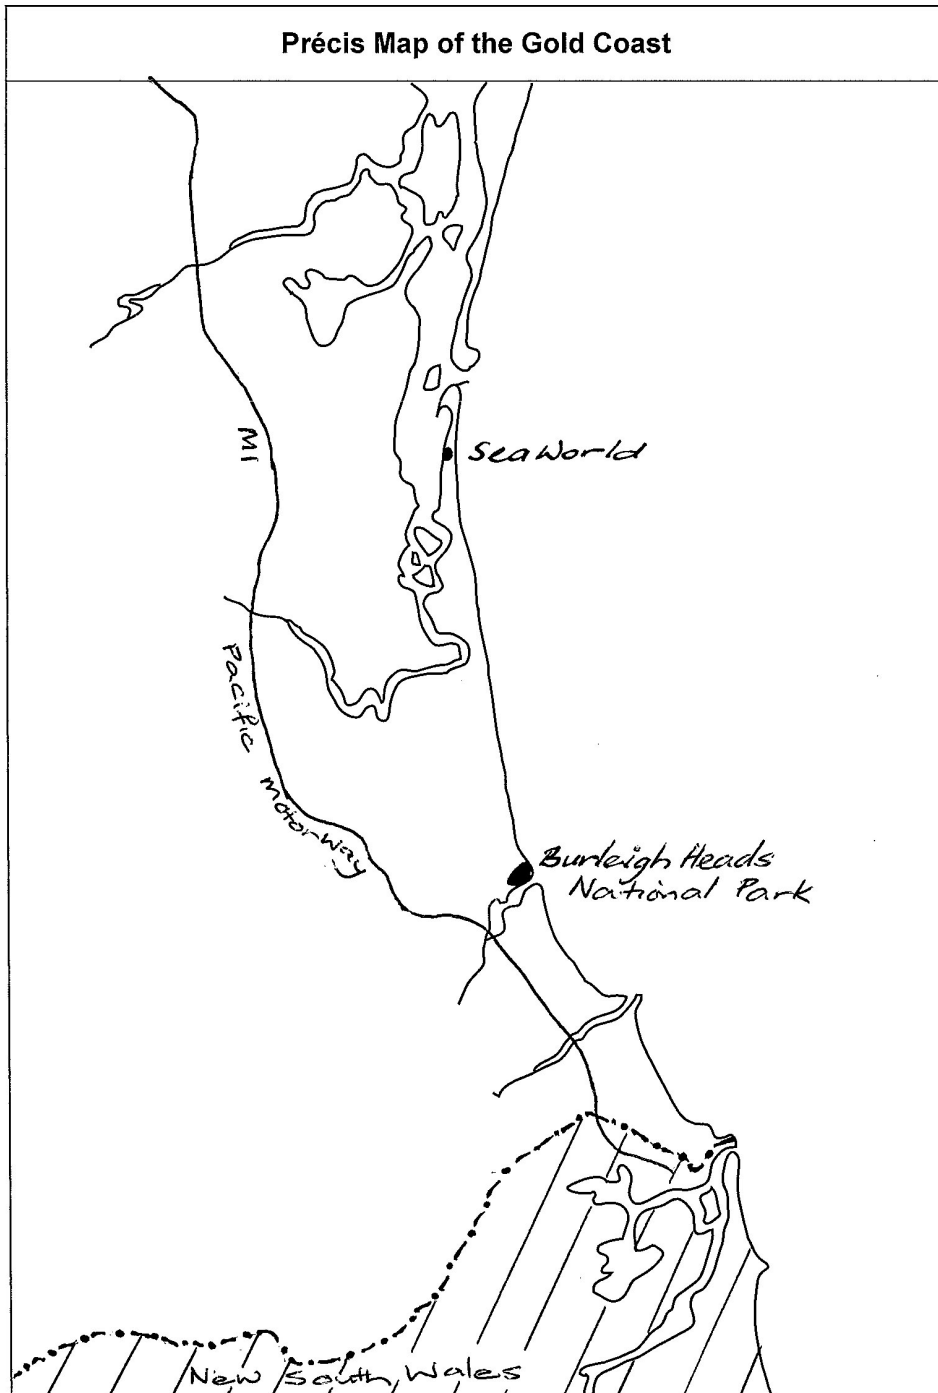 Précis Map of the Gold Coast
M1
Sea World
Pacific Motorway
Burleigh Heads
National Park
New South Wales